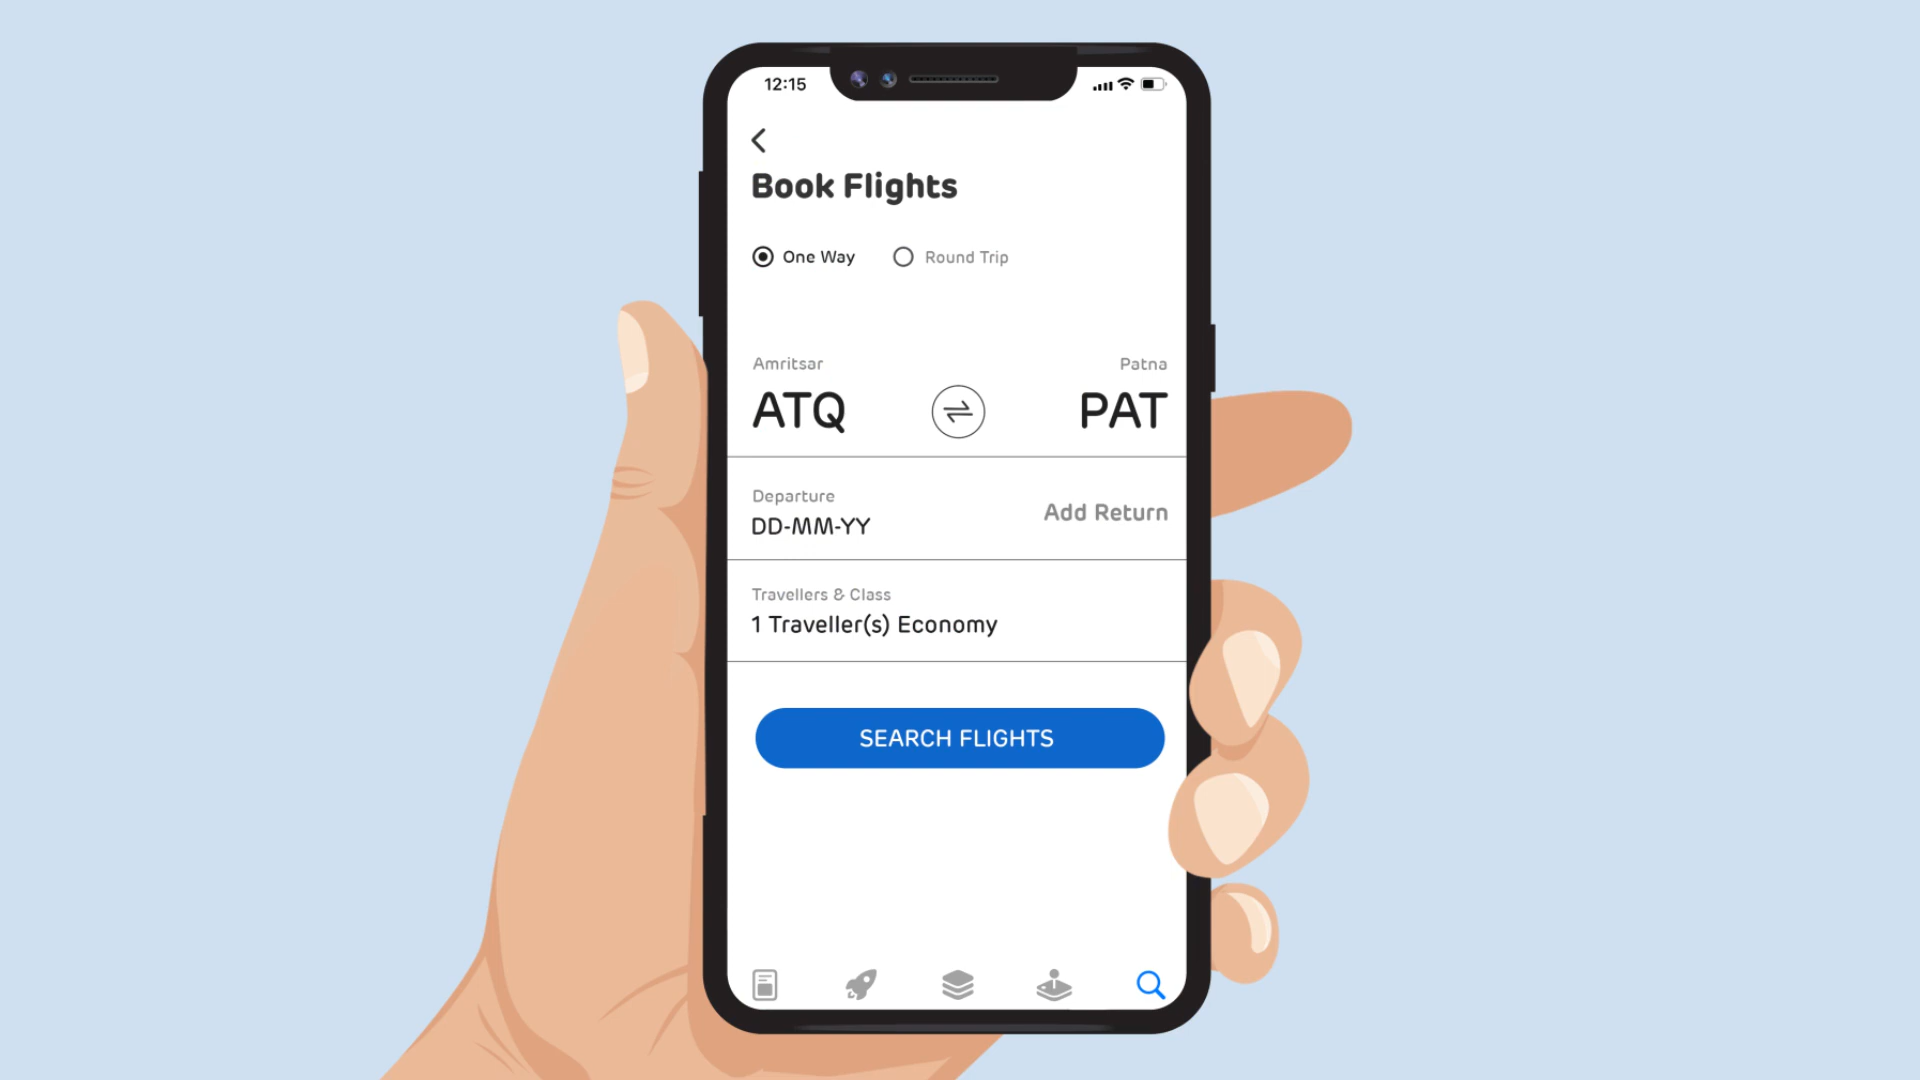 12:15
Book Flights
One Way Round Trip
Amritsar Patna
ATQ PAT
Departure
DD-MM-YY
Add Return
Travellers & Class
1 Traveller(s) Economy
SEARCH FLIGHTS